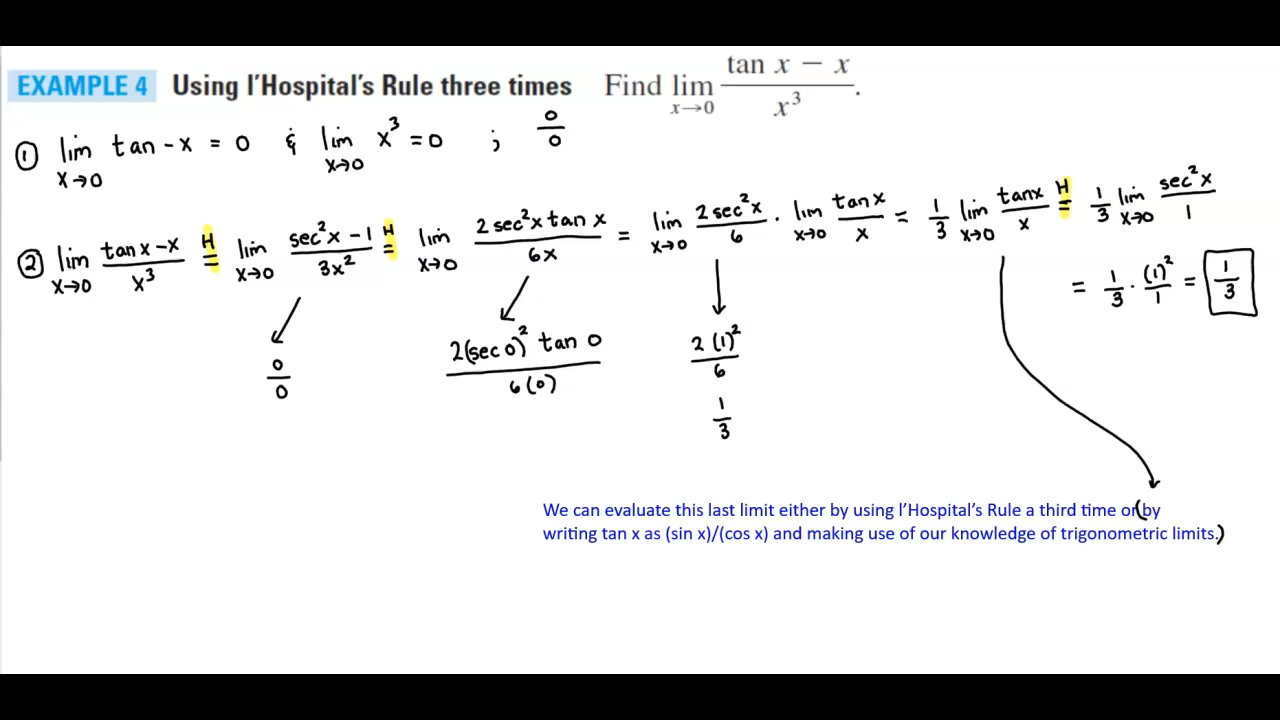 EXAMPLE 4 Using l'Hospital's Rule three times Find lim x→0 (tan x − x)/x³.
① lim x→0 tan - x = 0 & lim x→0 x³ = 0 ; 0/0
② lim x→0 (tan x - x)/x³ H= lim x→0 (sec²x - 1)/3x² H= lim x→0 (2 sec²x tan x)/6x = lim x→0 (2 sec²x)/6 · lim x→0 (tan x)/x = 1/3 lim x→0 (tan x)/x H= 1/3 lim x→0 (sec²x)/1
= 1/3 · (1)²/1 = 1/3
0/0
(2(sec 0)² tan 0)/6(0)
2(1)²/6
1/3
We can evaluate this last limit either by using l'Hospital's Rule a third time or (by
writing tan x as (sin x)/(cos x) and making use of our knowledge of trigonometric limits.)